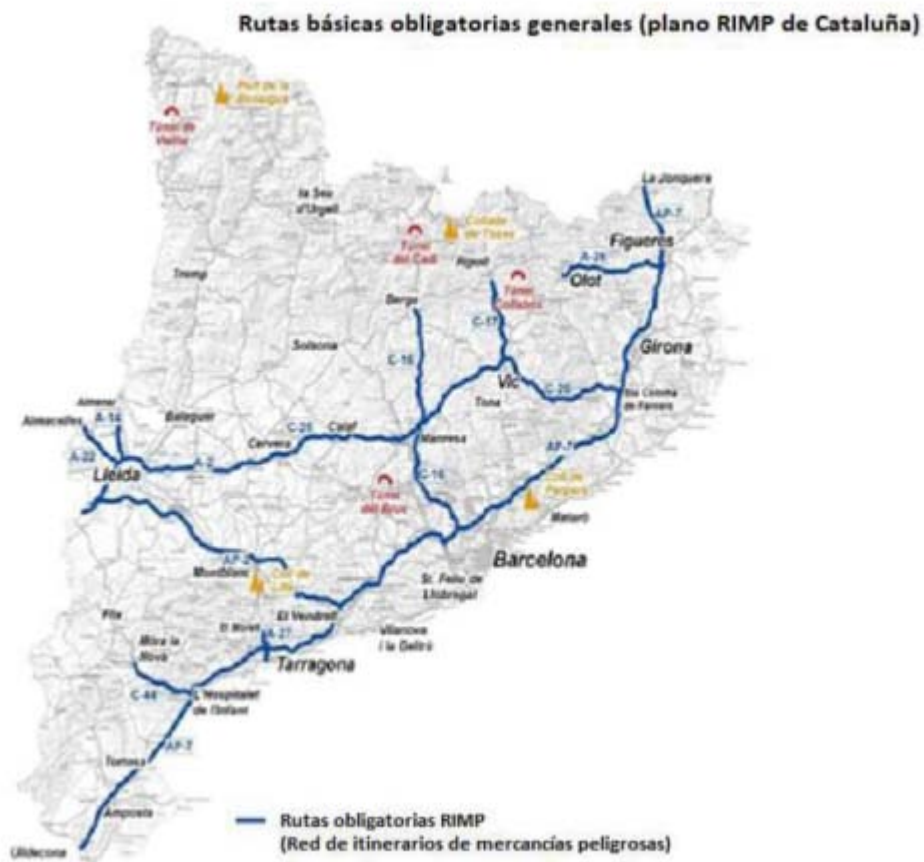 Rutas básicas obligatorias generales (plano RIMP de Cataluña)
Port de la
Bonaigua
Túnel de
Vielha
la Seu
d'Urgell
La Jonquera
AP-7
Collada
de Toses
Túnel
del Cadí
Ripoll
Túnel
Collabós
Figueres
A-26
Olot
Tremp
Berga
C-17
Solsona
C-16
Girona
Vic
C-25
Tona
Sta Coloma
de Farners
Almenar
Almacelles
A-14
Balaguer
C-25
Calaf
Cervera
Manresa
AP-7
A-22
A-2
Lleida
C-16
Túnel
del Bruc
Coll de
Parpers
Mataró
Barcelona
AP-2
Montblanc
Coll de
Lilla
St. Feliu de
Llobregat
Flix
El Vendrell
El Morell
A-27
Vilanova
i la Geltrú
Móra la
Nova
Tarragona
C-44
L'Hospitalet
de l'Infant
AP-7
Tortosa
Amposta
Ulldecona
Rutas obligatorias RIMP
(Red de itinerarios de mercancías peligrosas)